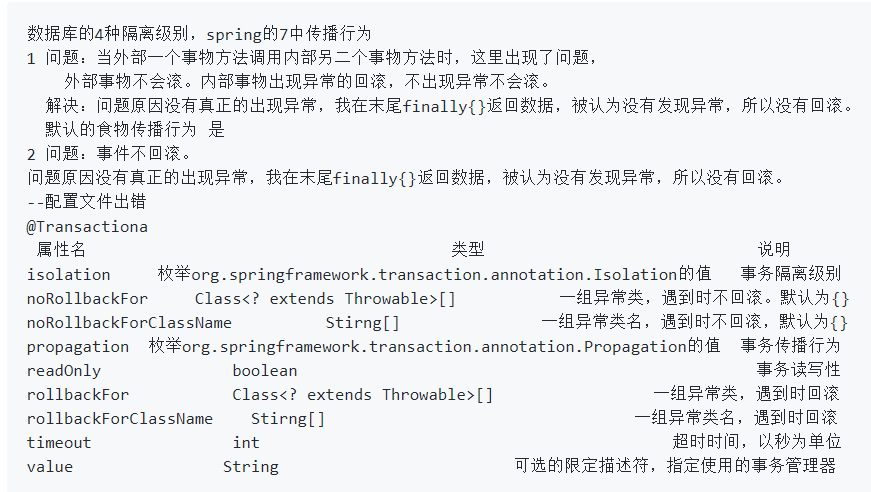 数据库的4种隔离级别，spring的7中传播行为
1 问题：当外部一个事物方法调用内部另二个事物方法时，这里出现了问题，
外部事物不会滚。内部事物出现异常的回滚，不出现异常不会滚。
解决：问题原因没有真正的出现异常，我在末尾finally{}返回数据，被认为没有发现异常，所以没有回滚。
默认的食物传播行为 是
2 问题：事件不回滚。
问题原因没有真正的出现异常，我在末尾finally{}返回数据，被认为没有发现异常，所以没有回滚。
--配置文件出错
@Transactiona
属性名 类型 说明
isolation 枚举org.springframework.transaction.annotation.Isolation的值 事务隔离级别
noRollbackFor Class<? extends Throwable>[] 一组异常类，遇到时不回滚。默认为{}
noRollbackForClassName Stirng[] 一组异常类名，遇到时不回滚，默认为{}
propagation 枚举org.springframework.transaction.annotation.Propagation的值 事务传播行为
readOnly boolean 事务读写性
rollbackFor Class<? extends Throwable>[] 一组异常类，遇到时回滚
rollbackForClassName Stirng[] 一组异常类名，遇到时回滚
timeout int 超时时间，以秒为单位
value String 可选的限定描述符，指定使用的事务管理器